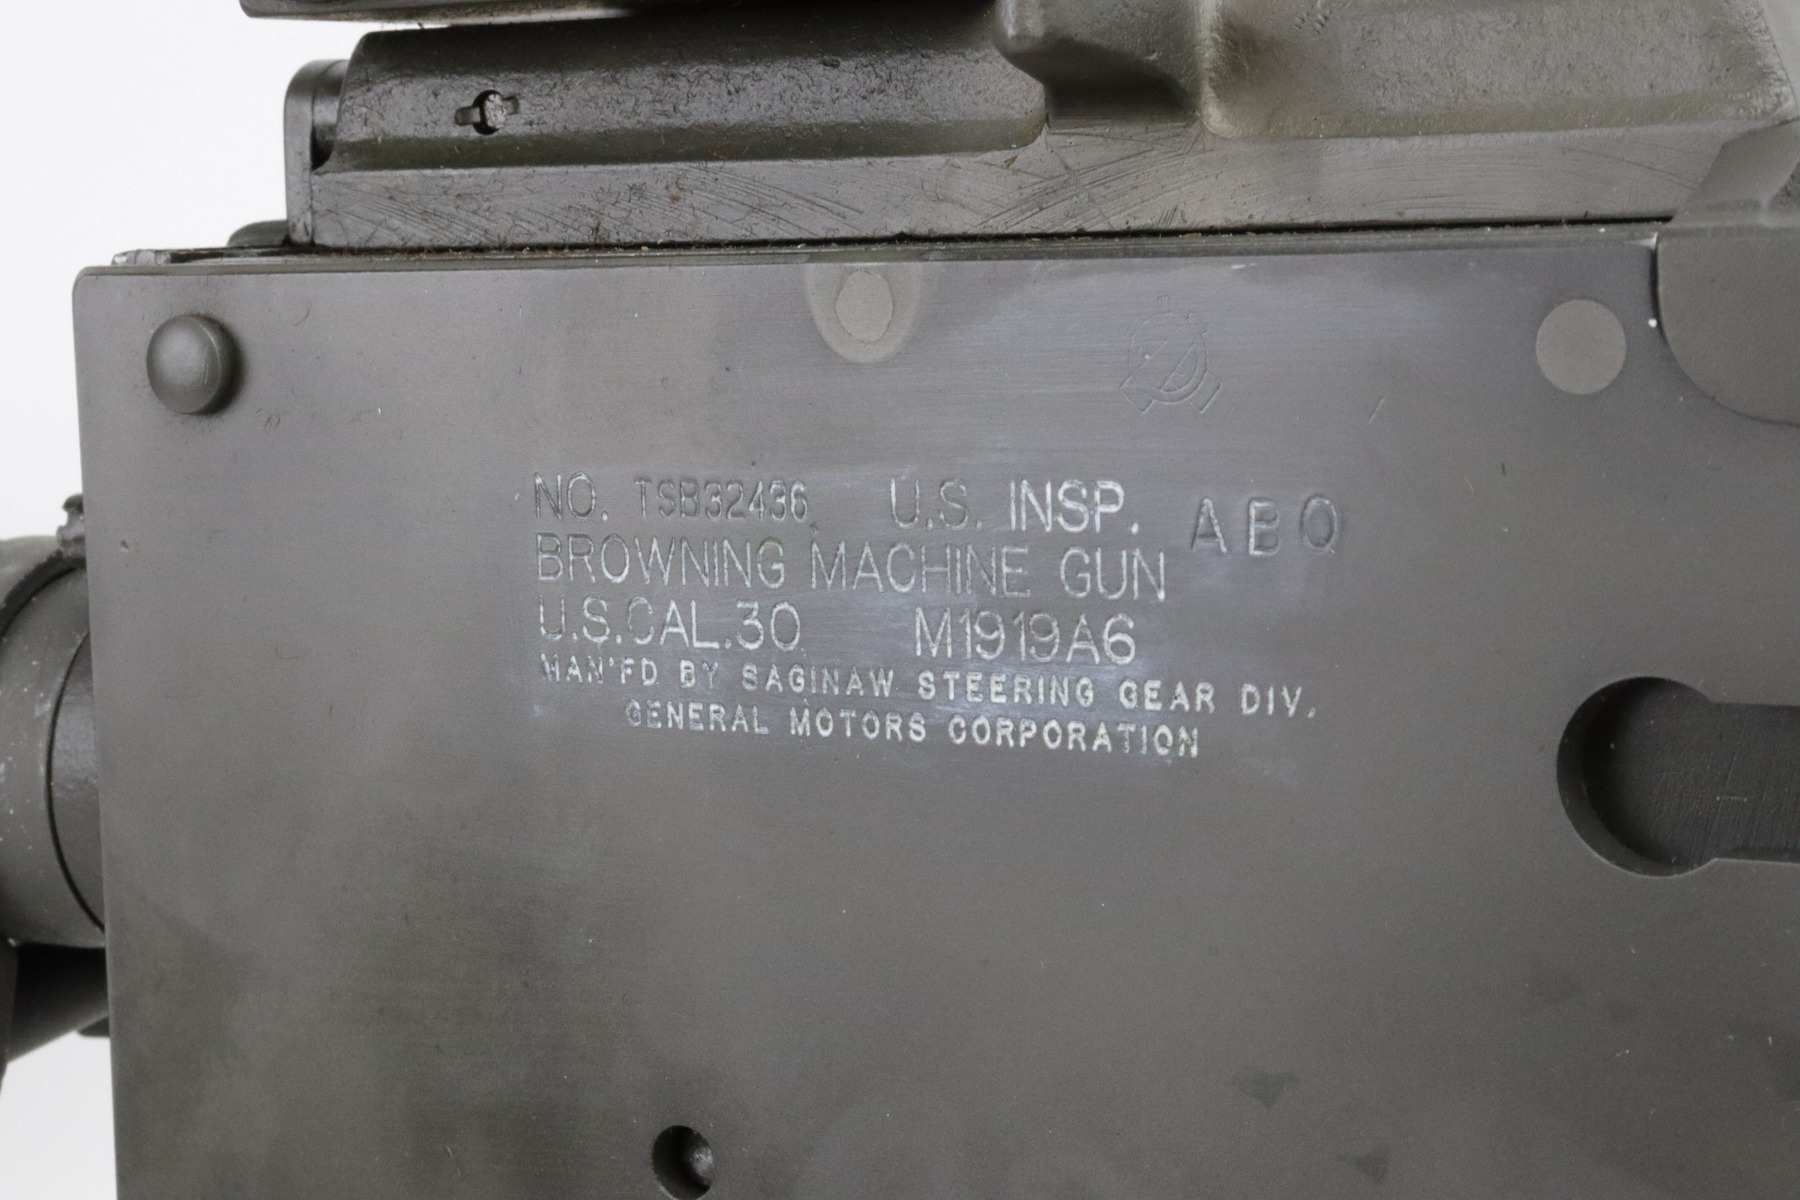 NO. TSB32436 U.S. INSP. ABQ
BROWNING MACHINE GUN
U.S.CAL.30 M1919A6
MAN'FD BY SAGINAW STEERING GEAR DIV.
GENERAL MOTORS CORPORATION